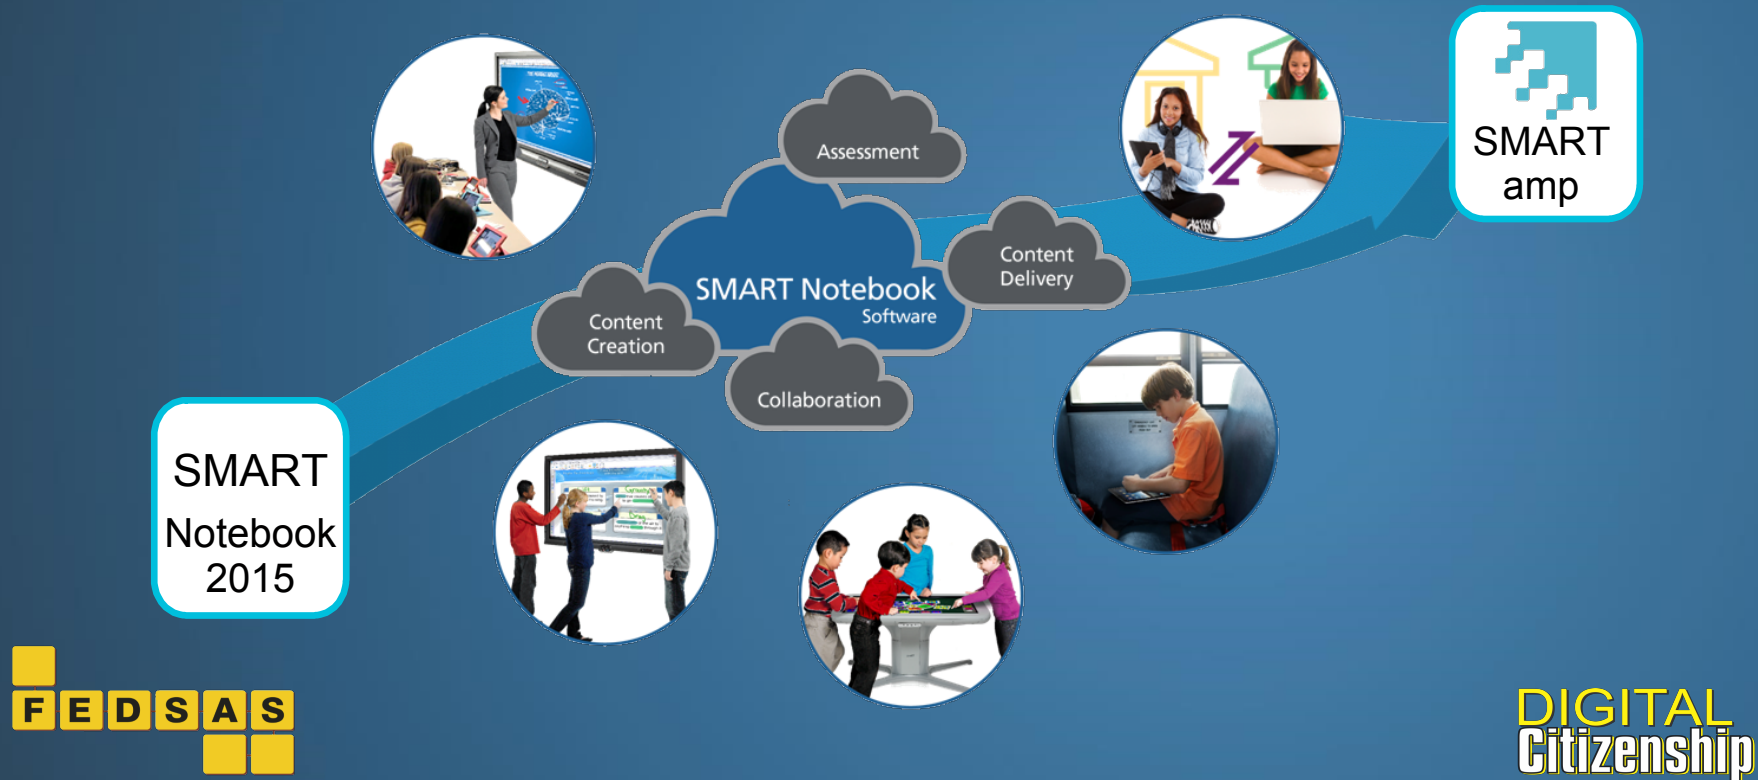 Assessment
SMART
amp
Content
Delivery
SMART Notebook
Software
Content
Creation
Collaboration
SMART
Notebook
2015
FEDSAS
DIGITAL
Citizenship